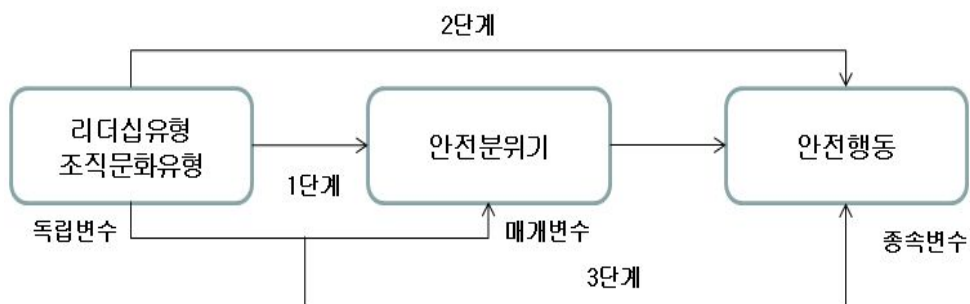 2단계
리더십유형
조직문화유형
안전분위기
안전행동
1단계
독립변수
매개변수
종속변수
3단계